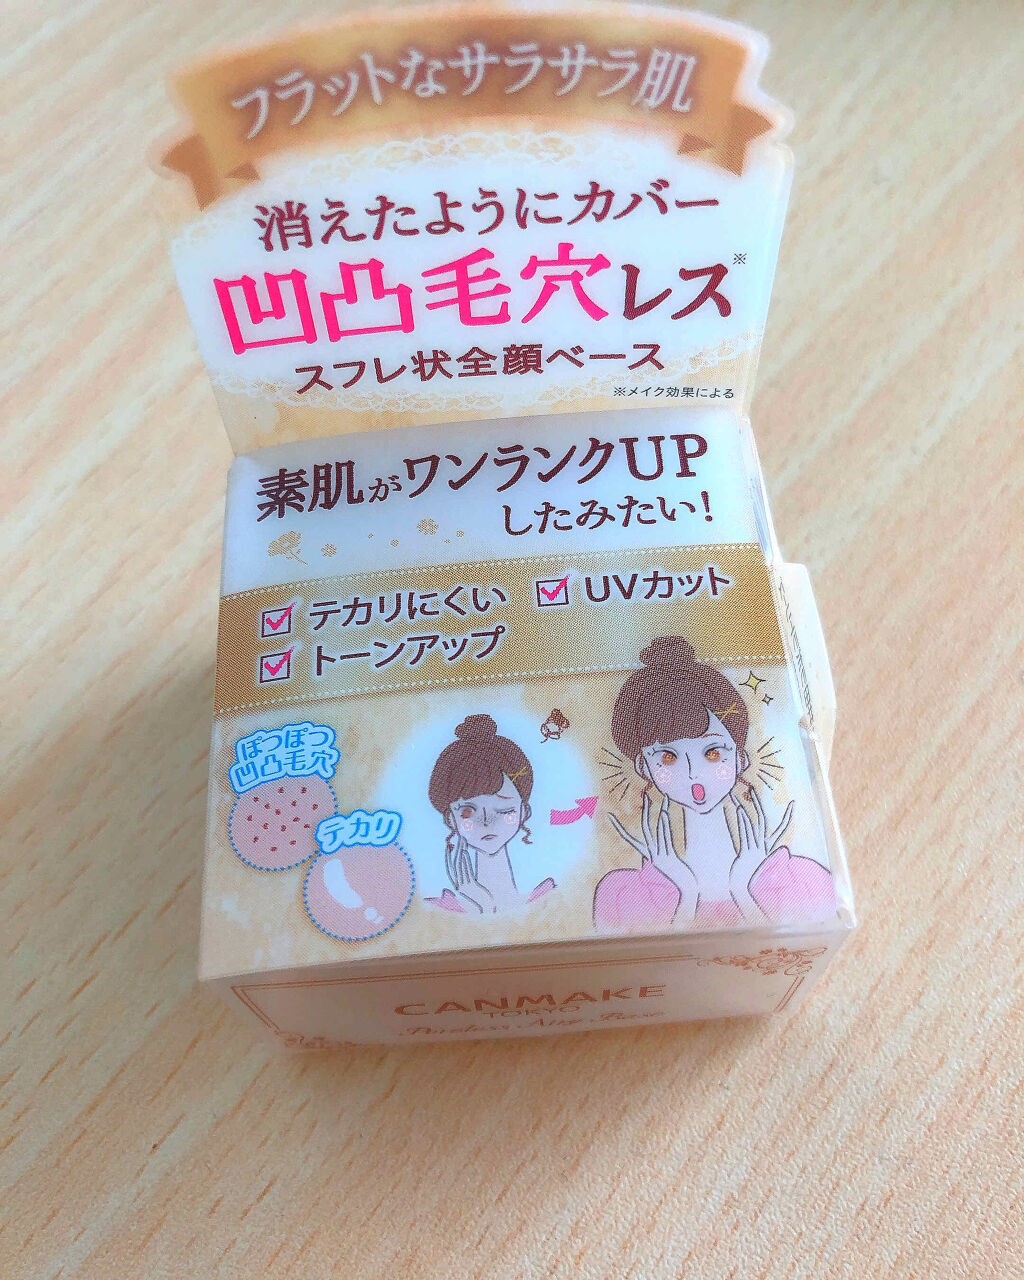 フラットなサラサラ肌
消えたようにカバー
凹凸毛穴レス※
スフレ状全顔ベース
※メイク効果による
素肌がワンランクUP
したみたい!
テカリにくい
UVカット
トーンアップ
ぽつぽつ
凹凸毛穴
テカリ
CANMAKE
TOKYO
Poreless Airy Base